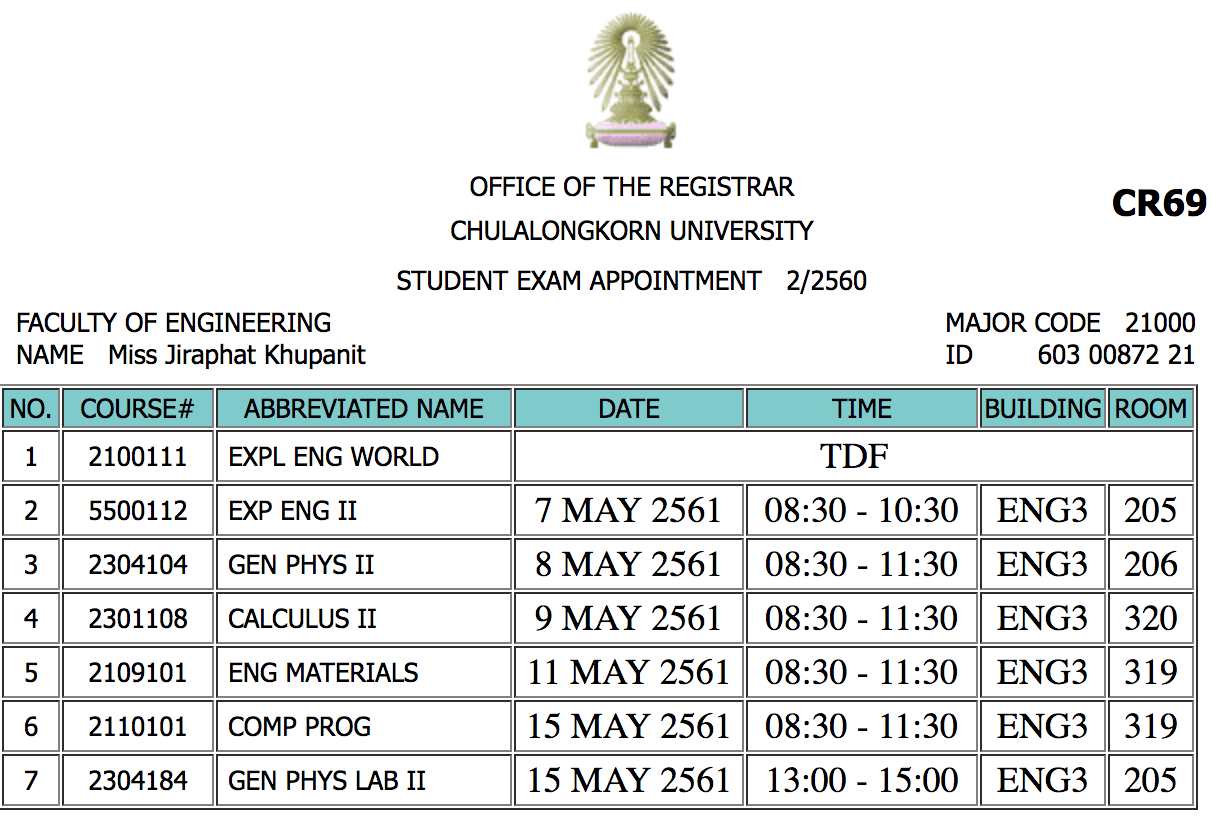 OFFICE OF THE REGISTRAR
CR69
CHULALONGKORN UNIVERSITY
STUDENT EXAM APPOINTMENT 2/2560
FACULTY OF ENGINEERING MAJOR CODE 21000
NAME Miss Jiraphat Khupanit ID 603 00872 21
NO. COURSE# ABBREVIATED NAME DATE TIME BUILDING ROOM
1 2100111 EXPL ENG WORLD TDF
2 5500112 EXP ENG II 7 MAY 2561 08:30 - 10:30 ENG3 205
3 2304104 GEN PHYS II 8 MAY 2561 08:30 - 11:30 ENG3 206
4 2301108 CALCULUS II 9 MAY 2561 08:30 - 11:30 ENG3 320
5 2109101 ENG MATERIALS 11 MAY 2561 08:30 - 11:30 ENG3 319
6 2110101 COMP PROG 15 MAY 2561 08:30 - 11:30 ENG3 319
7 2304184 GEN PHYS LAB II 15 MAY 2561 13:00 - 15:00 ENG3 205